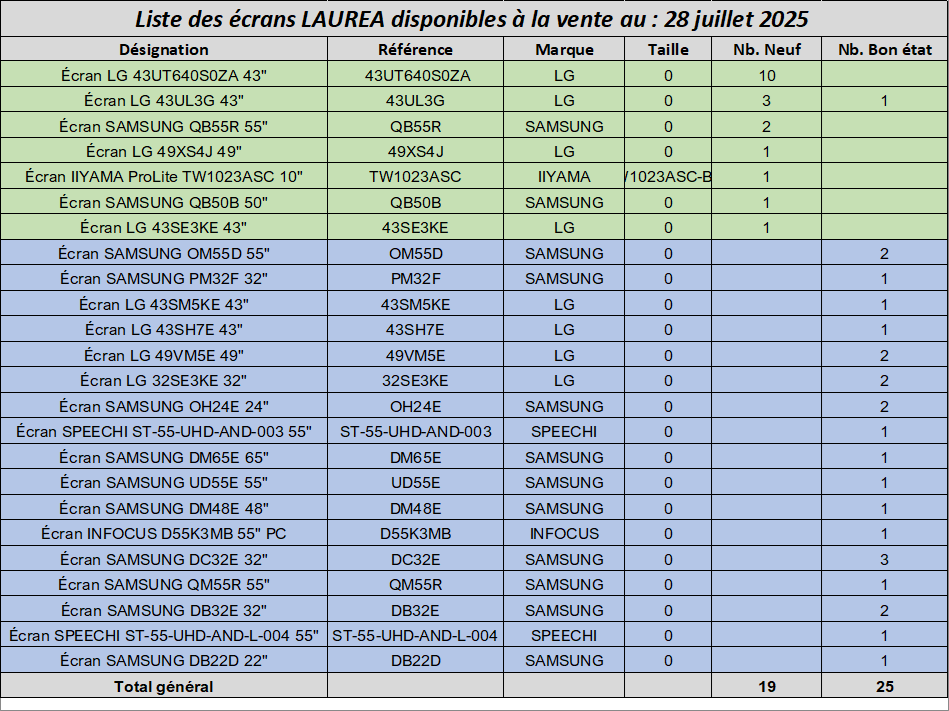 Liste des écrans LAUREA disponibles à la vente au : 28 juillet 2025
Désignation Référence Marque Taille Nb. Neuf Nb. Bon état
Écran LG 43UT640S0ZA 43" 43UT640S0ZA LG 0 10
Écran LG 43UL3G 43" 43UL3G LG 0 3 1
Écran SAMSUNG QB55R 55" QB55R SAMSUNG 0 2
Écran LG 49XS4J 49" 49XS4J LG 0 1
Écran IIYAMA ProLite TW1023ASC 10" TW1023ASC IIYAMA /1023ASC-B 1
Écran SAMSUNG QB50B 50" QB50B SAMSUNG 0 1
Écran LG 43SE3KE 43" 43SE3KE LG 0 1
Écran SAMSUNG OM55D 55" OM55D SAMSUNG 0 2
Écran SAMSUNG PM32F 32" PM32F SAMSUNG 0 1
Écran LG 43SM5KE 43" 43SM5KE LG 0 1
Écran LG 43SH7E 43" 43SH7E LG 0 1
Écran LG 49VM5E 49" 49VM5E LG 0 2
Écran LG 32SE3KE 32" 32SE3KE LG 0 2
Écran SAMSUNG OH24E 24" OH24E SAMSUNG 0 2
Écran SPEECHI ST-55-UHD-AND-003 55" ST-55-UHD-AND-003 SPEECHI 0 1
Écran SAMSUNG DM65E 65" DM65E SAMSUNG 0 1
Écran SAMSUNG UD55E 55" UD55E SAMSUNG 0 1
Écran SAMSUNG DM48E 48" DM48E SAMSUNG 0 1
Écran INFOCUS D55K3MB 55" PC D55K3MB INFOCUS 0 1
Écran SAMSUNG DC32E 32" DC32E SAMSUNG 0 3
Écran SAMSUNG QM55R 55" QM55R SAMSUNG 0 1
Écran SAMSUNG DB32E 32" DB32E SAMSUNG 0 2
Écran SPEECHI ST-55-UHD-AND-L-004 55" ST-55-UHD-AND-L-004 SPEECHI 0 1
Écran SAMSUNG DB22D 22" DB22D SAMSUNG 0 1
Total général 19 25